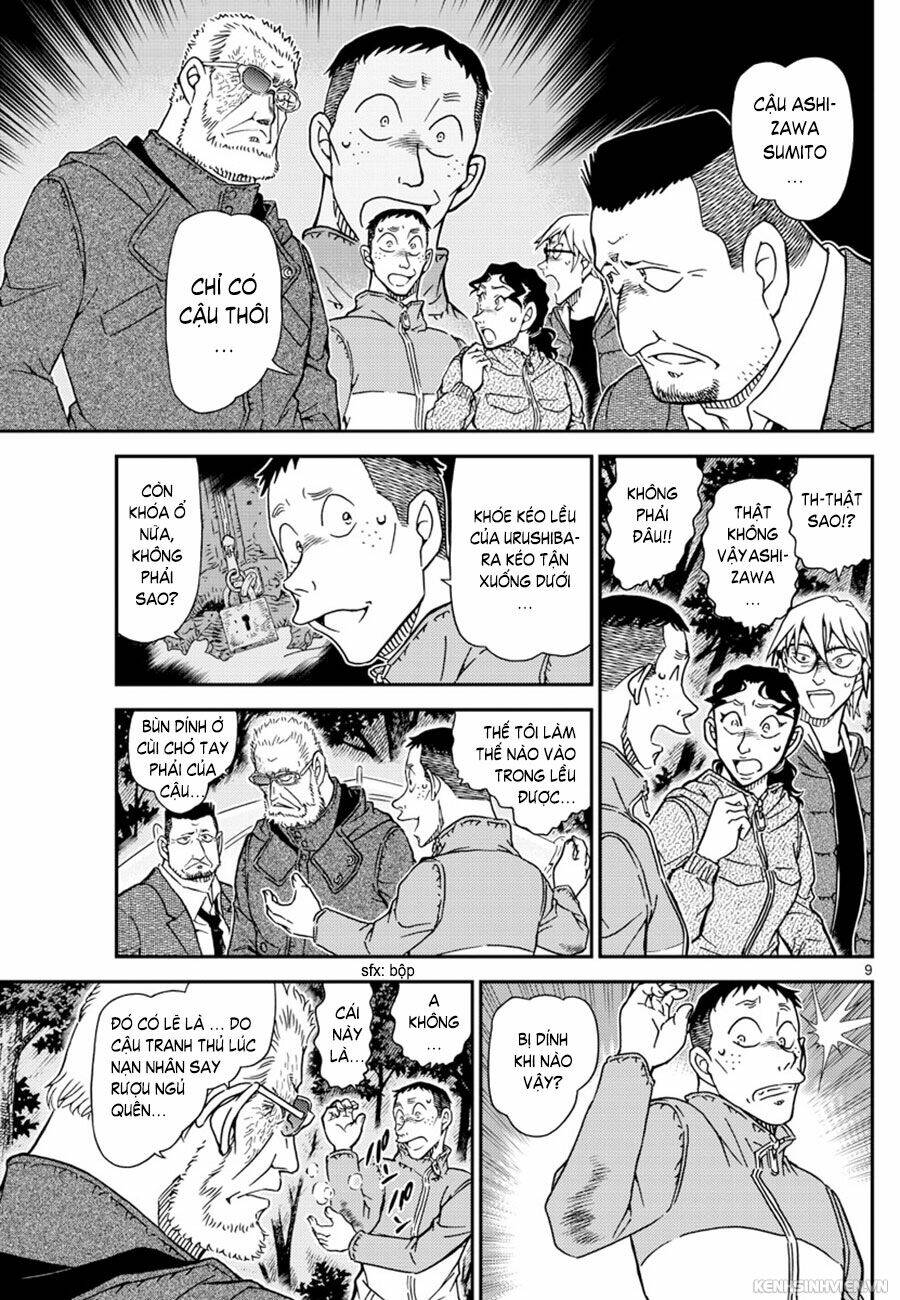 CẬU ASHI-
ZAWA
SUMITO
...
CHỈ CÓ
CẬU THÔI
...
TH-THẬT
SAO!?
THẬT
KHÔNG
VẬYASHI-
ZAWA
...
KHÔNG
PHẢI
ĐÂU!!
KHÓE KÉO LỀU
CỦA URUSHIBA-
RA KÉO TẬN
XUỐNG DƯỚI
...
CÒN
KHÓA Ổ
NỮA,
KHÔNG
PHẢI
SAO?
THẾ TÔI LÀM
THẾ NÀO VÀO
TRONG LỀU
ĐƯỢC...
BÙN DÍNH Ở
CÙI CHỎ TAY
PHẢI CỦA
CẬU...
sfx: bộp
9
BỊ DÍNH
KHI NÀO
VẬY?
A
KHÔNG...
CÁI
NÀY
LÀ...
ĐÓ CÓ LẼ LÀ ... DO
CẬU TRANH THỦ LÚC
NẠN NHÂN SAY
RƯỢU NGỦ
QUÊN...
KENHSINHVIEN.VN